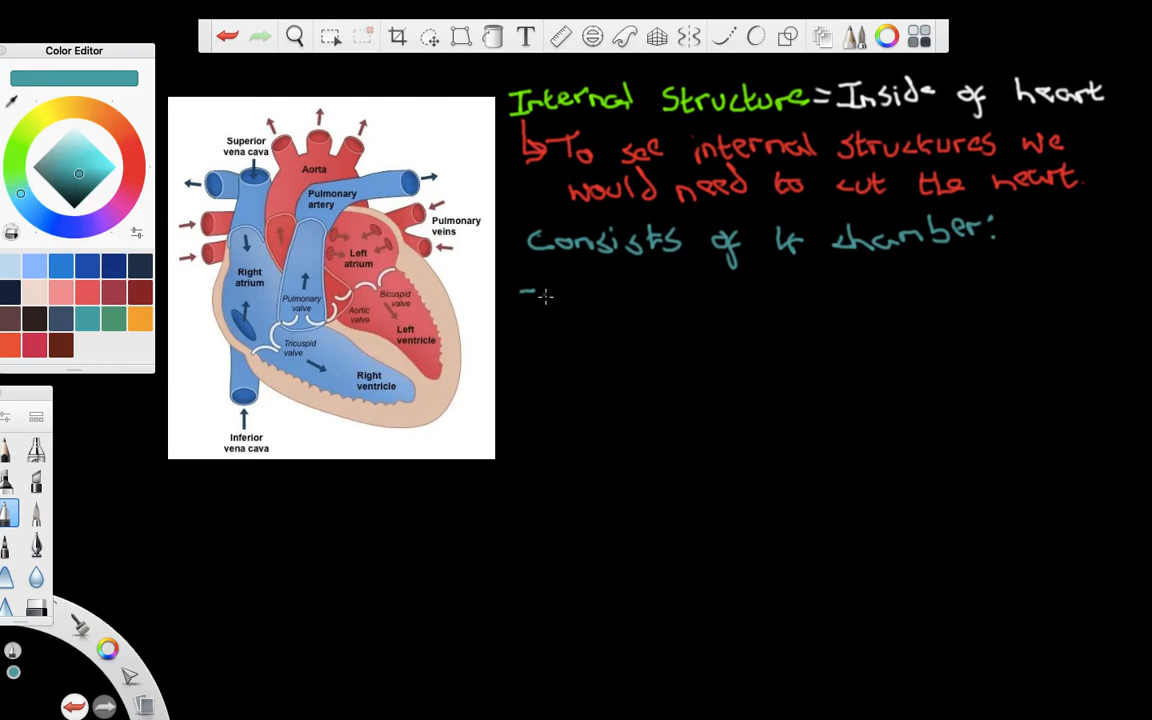 Color Editor
T
Internal Structure = Inside of heart
To see internal structures we
would need to cut the heart.
Consists of 4 chamber:
-
Superior
vena cava
Aorta
Pulmonary
artery
Pulmonary
veins
Left
atrium
Right
atrium
Pulmonary
valve
Bicuspid
valve
Aortic
valve
Left
ventricle
Tricuspid
valve
Right
ventricle
Inferior
vena cava